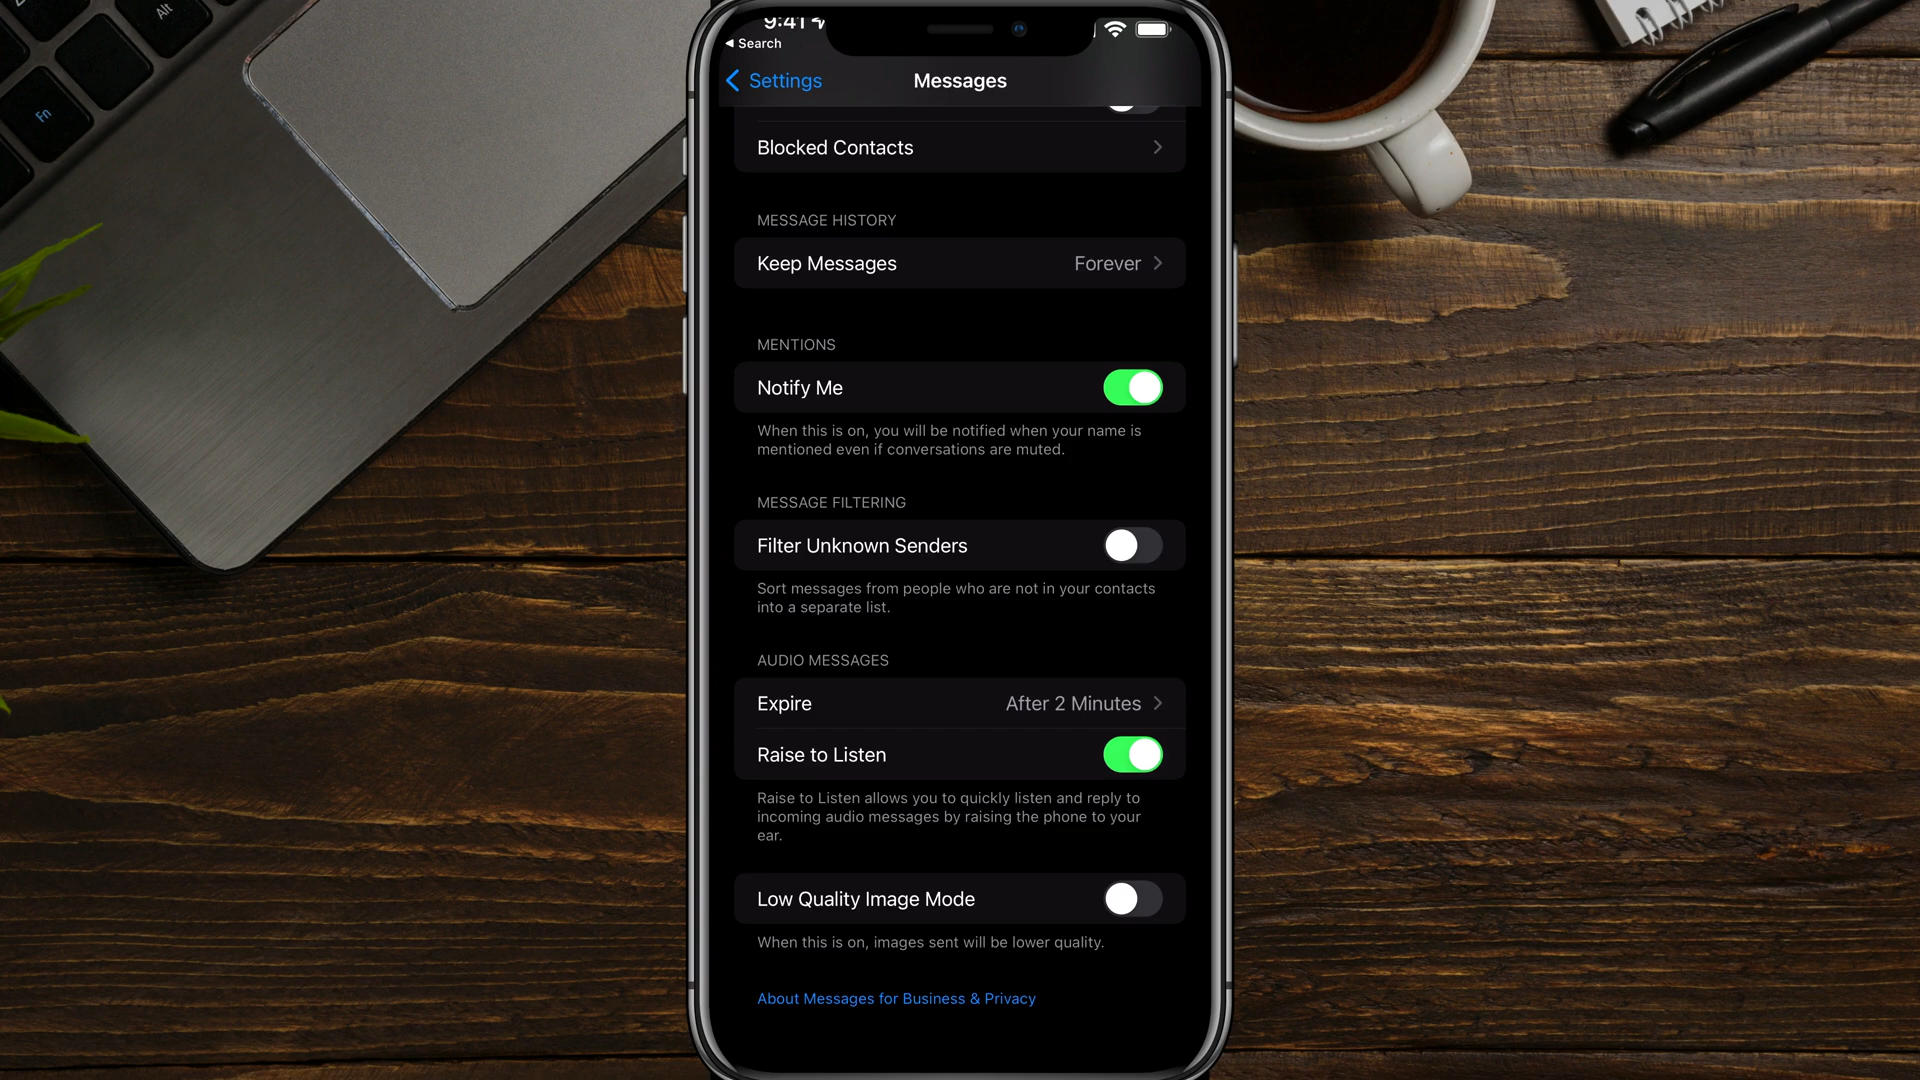 Alt
Fn
9:41
Search
Settings
Messages
Blocked Contacts
MESSAGE HISTORY
Keep Messages
Forever
MENTIONS
Notify Me
When this is on, you will be notified when your name is
mentioned even if conversations are muted.
MESSAGE FILTERING
Filter Unknown Senders
Sort messages from people who are not in your contacts
into a separate list.
AUDIO MESSAGES
Expire
After 2 Minutes
Raise to Listen
Raise to Listen allows you to quickly listen and reply to
incoming audio messages by raising the phone to your
ear.
Low Quality Image Mode
When this is on, images sent will be lower quality.
About Messages for Business & Privacy